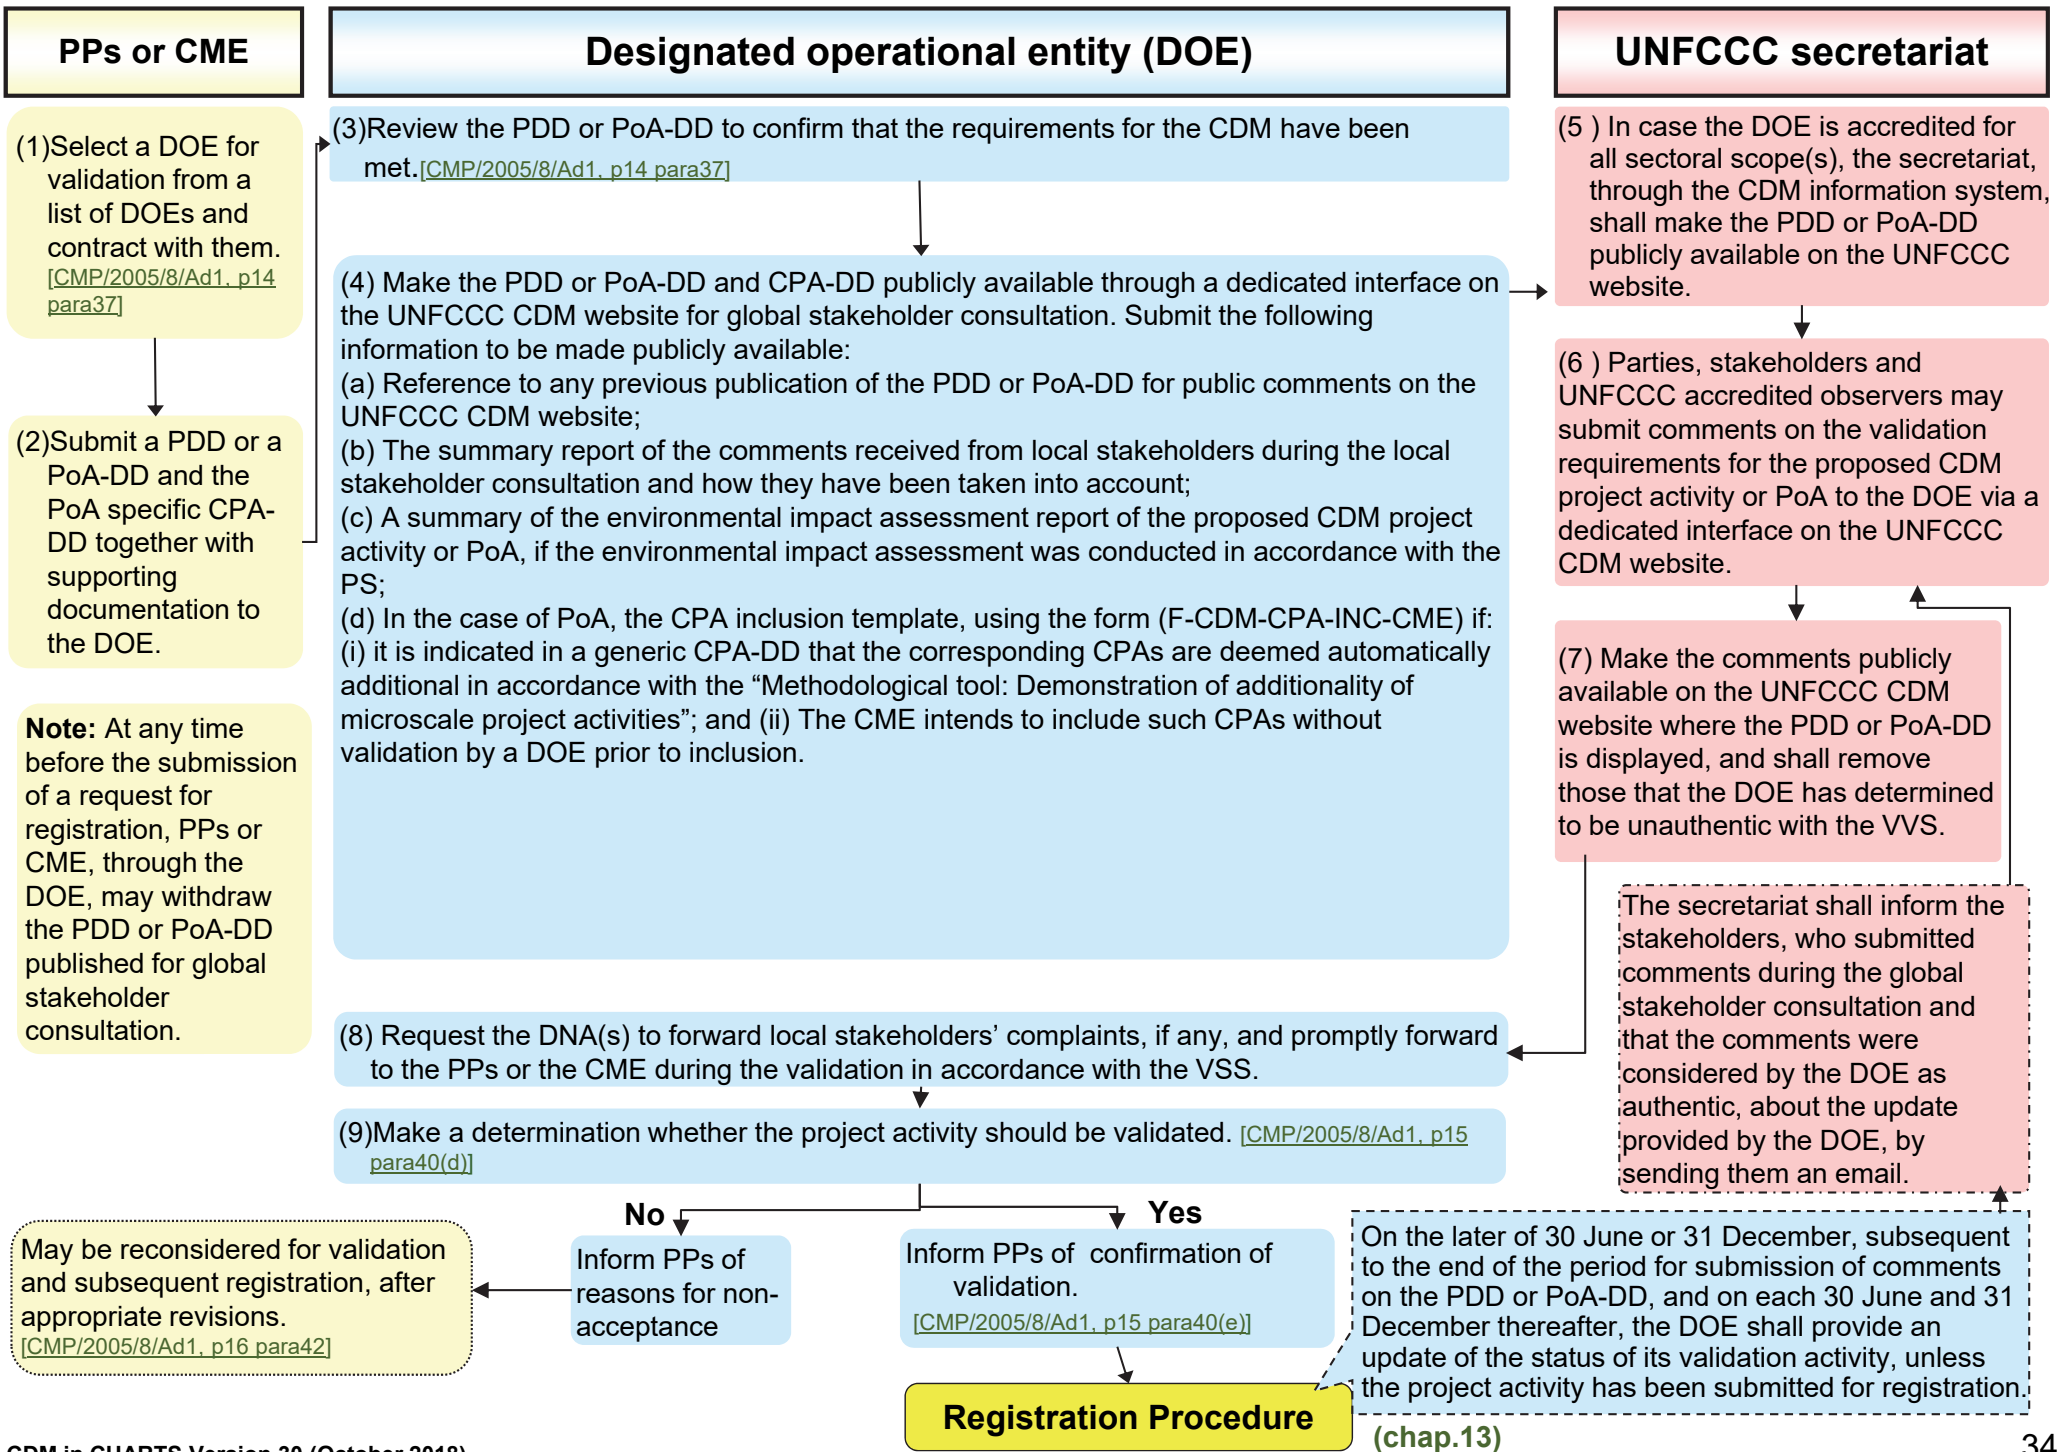 PPs or CME
Designated operational entity (DOE)
UNFCCC secretariat
(1)Select a DOE for
validation from a
list of DOEs and
contract with them.
[CMP/2005/8/Ad1, p14
para37]
(2)Submit a PDD or a
PoA-DD and the
PoA specific CPA-
DD together with
supporting
documentation to
the DOE.
Note: At any time
before the submission
of a request for
registration, PPs or
CME, through the
DOE, may withdraw
the PDD or PoA-DD
published for global
stakeholder
consultation.
(3)Review the PDD or PoA-DD to confirm that the requirements for the CDM have been
met.[CMP/2005/8/Ad1, p14 para37]
(4) Make the PDD or PoA-DD and CPA-DD publicly available through a dedicated interface on
the UNFCCC CDM website for global stakeholder consultation. Submit the following
information to be made publicly available:
(a) Reference to any previous publication of the PDD or PoA-DD for public comments on the
UNFCCC CDM website;
(b) The summary report of the comments received from local stakeholders during the local
stakeholder consultation and how they have been taken into account;
(c) A summary of the environmental impact assessment report of the proposed CDM project
activity or PoA, if the environmental impact assessment was conducted in accordance with the
PS;
(d) In the case of PoA, the CPA inclusion template, using the form (F-CDM-CPA-INC-CME) if:
(i) it is indicated in a generic CPA-DD that the corresponding CPAs are deemed automatically
additional in accordance with the “Methodological tool: Demonstration of additionality of
microscale project activities”; and (ii) The CME intends to include such CPAs without
validation by a DOE prior to inclusion.
(5 ) In case the DOE is accredited for
all sectoral scope(s), the secretariat,
through the CDM information system,
shall make the PDD or PoA-DD
publicly available on the UNFCCC
website.
(6 ) Parties, stakeholders and
UNFCCC accredited observers may
submit comments on the validation
requirements for the proposed CDM
project activity or PoA to the DOE via a
dedicated interface on the UNFCCC
CDM website.
(7) Make the comments publicly
available on the UNFCCC CDM
website where the PDD or PoA-DD
is displayed, and shall remove
those that the DOE has determined
to be unauthentic with the VVS.
The secretariat shall inform the
stakeholders, who submitted
comments during the global
stakeholder consultation and
that the comments were
considered by the DOE as
authentic, about the update
provided by the DOE, by
sending them an email.
(8) Request the DNA(s) to forward local stakeholders’ complaints, if any, and promptly forward
to the PPs or the CME during the validation in accordance with the VSS.
(9)Make a determination whether the project activity should be validated. [CMP/2005/8/Ad1, p15
para40(d)]
No
Yes
May be reconsidered for validation
and subsequent registration, after
appropriate revisions.
[CMP/2005/8/Ad1, p16 para42]
Inform PPs of
reasons for non-
acceptance
Inform PPs of  confirmation of
validation.
[CMP/2005/8/Ad1, p15 para40(e)]
On the later of 30 June or 31 December, subsequent
to the end of the period for submission of comments
on the PDD or PoA-DD, and on each 30 June and 31
December thereafter, the DOE shall provide an
update of the status of its validation activity, unless
the project activity has been submitted for registration.
Registration Procedure
(chap.13)
CDM in CHARTS Version 30 (October 2018)
34